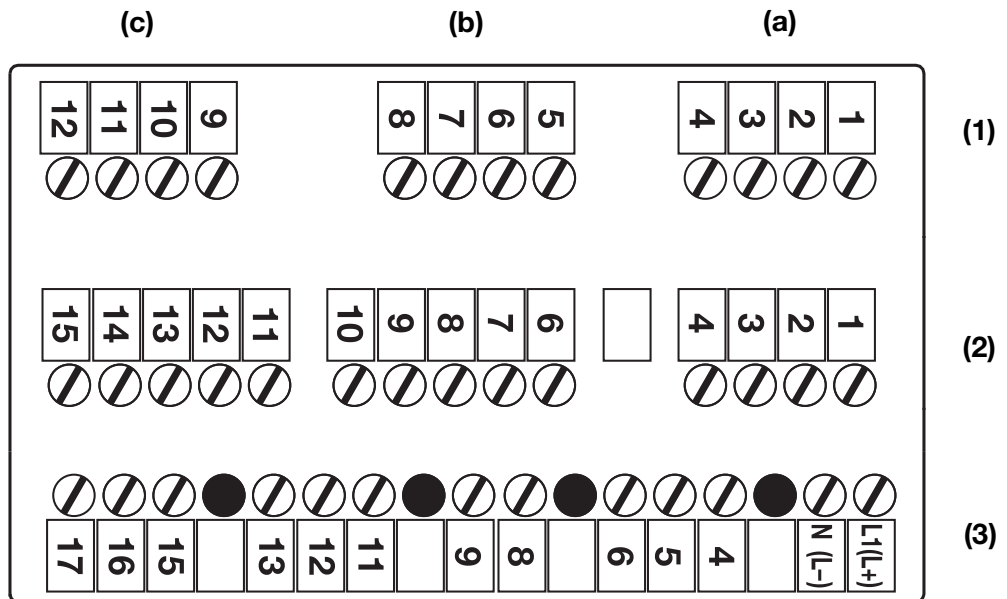 (c) (b) (a)
12 11 10 9 8 7 6 5 4 3 2 1 (1)
15 14 13 12 11 10 9 8 7 6 4 3 2 1 (2)
17 16 15 13 12 11 9 8 6 5 4 N (L-) L1(L+) (3)